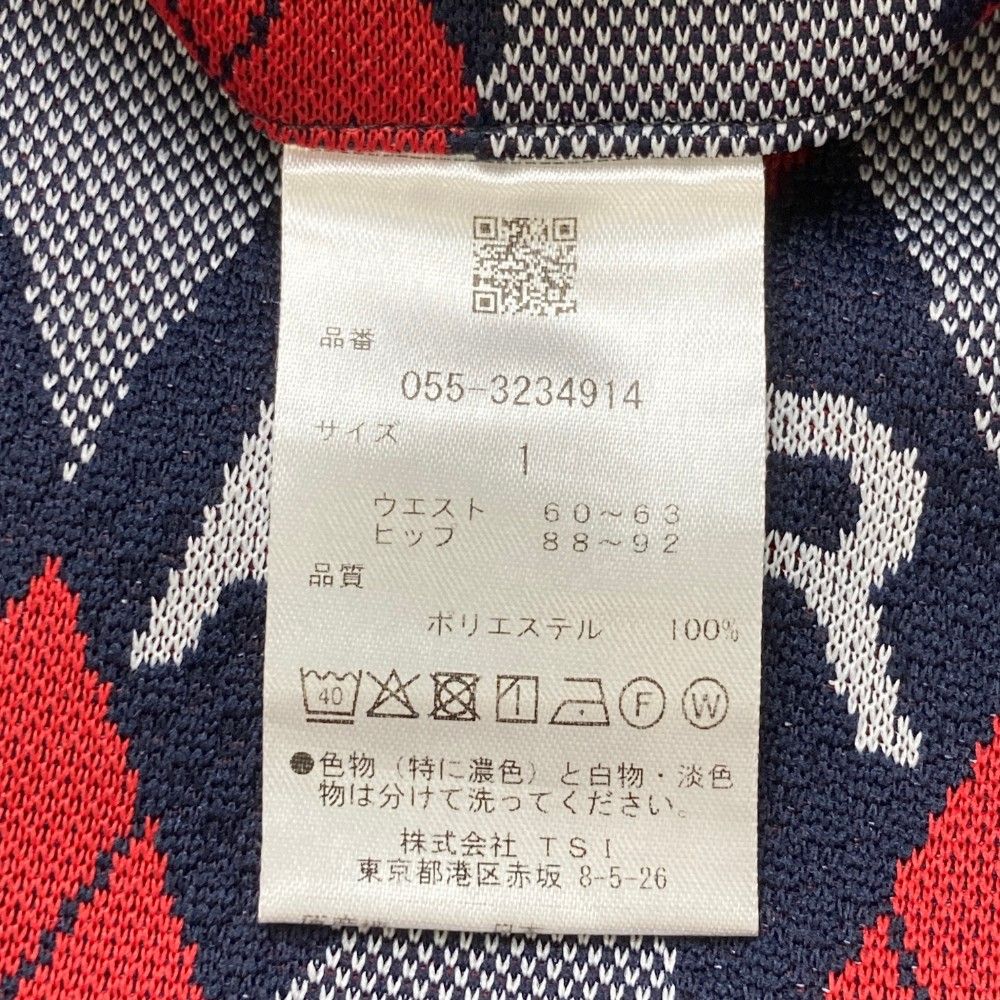 品番
055-3234914
サイズ
1
ウエスト 60～63
ヒップ 88～92
品質
ポリエステル 100%
40 1 F W
●色物（特に濃色）と白物・淡色
物は分けて洗ってください。
株式会社 TSI
東京都港区赤坂 8-5-26
R